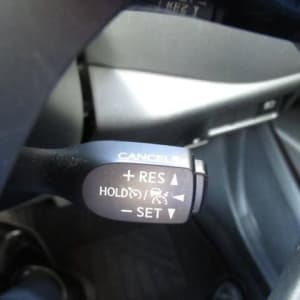 CANCEL
+ RES ▲
HOLD / ◄
− SET ▼